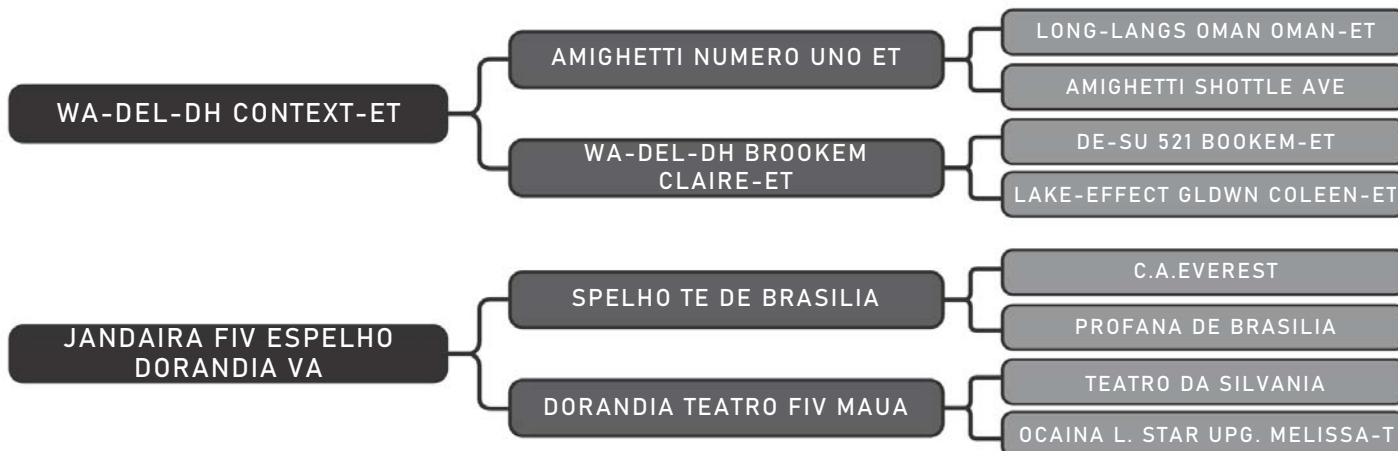 WA-DEL-DH CONTEXT-ET
AMIGHETTI NUMERO UNO ET
LONG-LANGS OMAN OMAN-ET
AMIGHETTI SHOTTLE AVE
WA-DEL-DH BROOKEM
CLAIRE-ET
DE-SU 521 BOOKEM-ET
LAKE-EFFECT GLDWN COLEEN-ET
JANDAIRA FIV ESPELHO
DORANDIA VA
SPELHO TE DE BRASILIA
C.A.EVEREST
PROFANA DE BRASILIA
DORANDIA TEATRO FIV MAUA
TEATRO DA SILVANIA
OCAINA L. STAR UPG. MELISSA-T